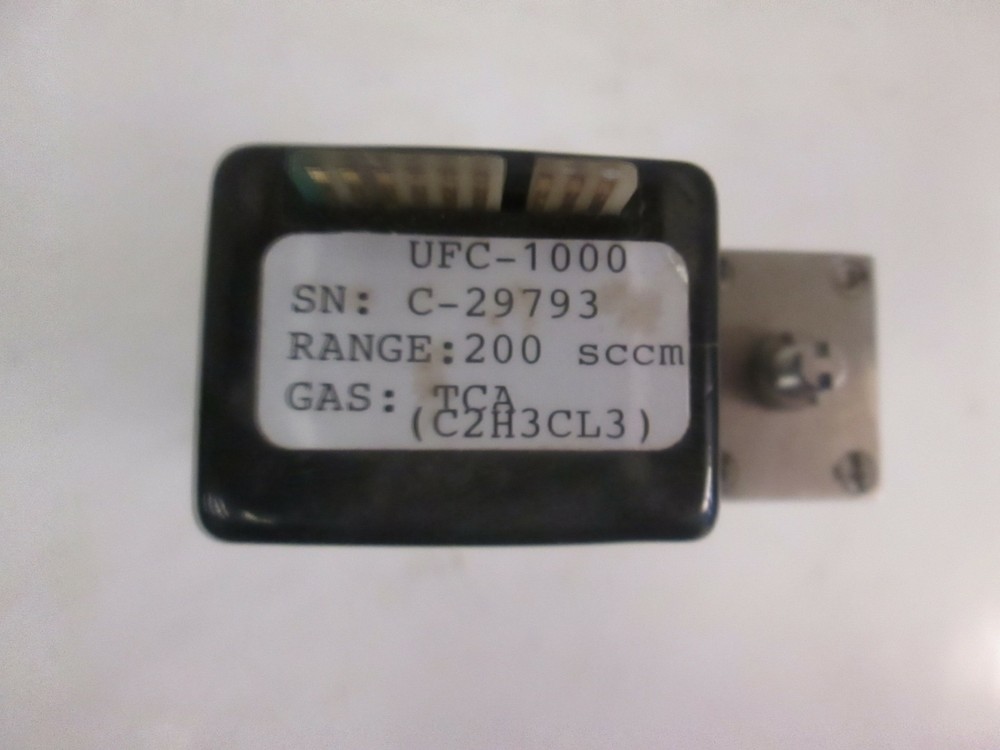 UFC-1000
SN: C-29793
RANGE:200 sccm
GAS: TCA
(C2H3CL3)